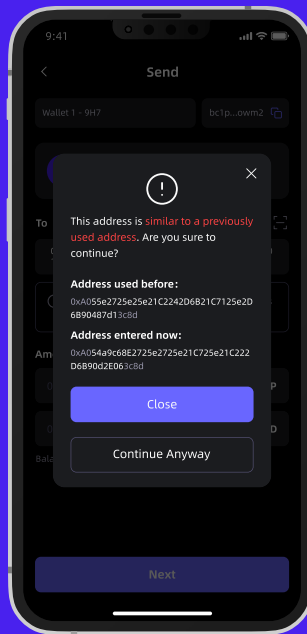 9:41
Send
Wallet 1 - 9H7
bc1p...owm2
This address is similar to a previously
used address. Are you sure to
continue?
To
Address used before:
0xA055e2725e25e21C2242D6B21C7125e2D
6B90487d13c8d
Address entered now:
0xA054a9c68E2725e2725e21C725e21C222
D6B90d2E063c8d
Am
P
Close
D
Continue Anyway
Bala
Next